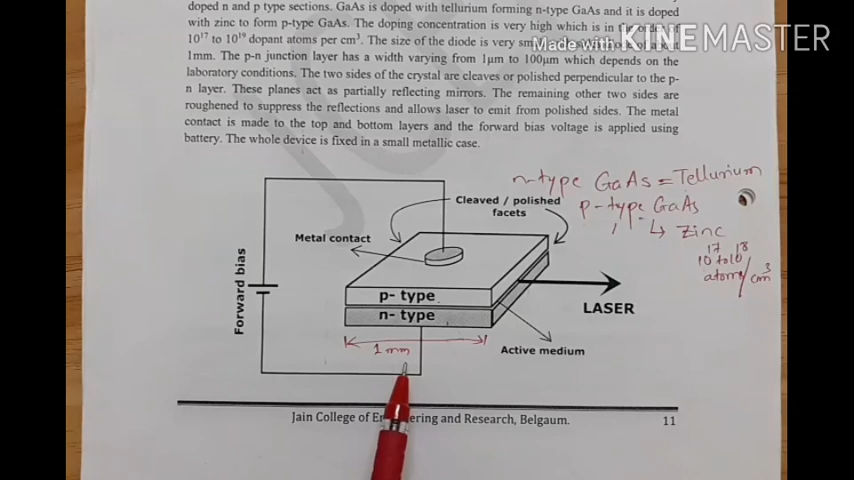 doped n and p type sections. GaAs is doped with tellurium forming n-type GaAs and it is doped
with zinc to form p-type GaAs. The doping concentration is very high which is in the order of
10¹⁷ to 10¹⁹ dopant atoms per cm³. The size of the diode is very
Made With KINEMASTER
1mm. The p-n junction layer has a width varying from 1μm to 100μm which depends on the
laboratory conditions. The two sides of the crystal are cleaves or polished perpendicular to the p-
n layer. These planes act as partially reflecting mirrors. The remaining other two sides are
roughened to suppress the reflections and allows laser to emit from polished sides. The metal
contact is made to the top and bottom layers and the forward bias voltage is applied using
battery. The whole device is fixed in a small metallic case.
n-type GaAs = Tellurium
Cleaved / polished
facets
p-type GaAs
↳ Zinc
Metal contact
10¹⁷ to 10¹⁸
atoms/cm³
Forward bias
p- type
n- type
LASER
1 mm
Active medium
Jain College of Engineering and Research, Belgaum.
11